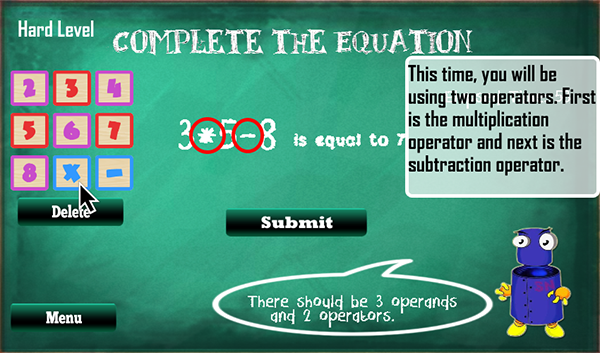 Hard Level
COMPLETE THE EQUATION
2 3 4
5 6 7
8 x -
3*5-8 is equal to 7
This time, you will be
using two operators. First
is the multiplication
operator and next is the
subtraction operator.
Delete
Submit
There should be 3 operands
and 2 operators.
Menu